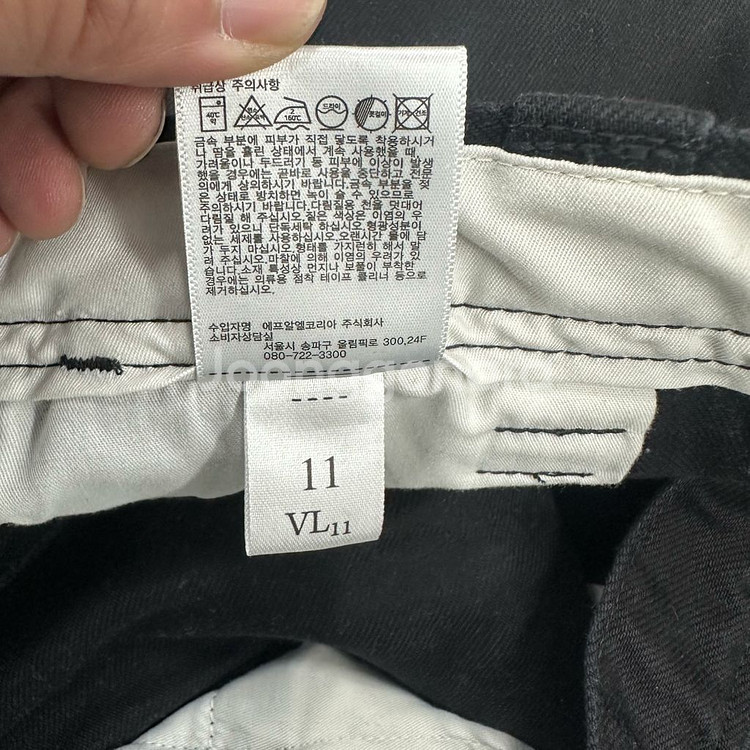 취급상 주의사항
40℃
약
염소
표백
2
160℃
드라이
옷걸이
기계 건조
금속 부분에 피부가 직접 닿도록 착용하시거
나 땀을 흘린 상태에서 계속 사용했을 때,
가려움이나 두드러기 등 피부에 이상이 발생
했을 경우에는 곧바로 사용을 중단하고 전문
의에게 상의하시기 바랍니다.금속 부분을 젖
은 상태로 방치하면 녹이 슬 수 있으므로
주의하시기 바랍니다.다림질용 천을 덧대어
다림질 해 주십시오.짙은 색상은 이염의 우
려가 있으니 단독세탁 하십시오.형광성분이
없는 세제를 사용하십시오.오랜시간 물에 담
가 두지 마십시오.형태를 가지런히 해서 말
려 주십시오.마찰에 의해 이염의 우려가 있
습니다.소재 특성상 먼지나 보풀이 부착한
경우에는 의류용 점착 테이프 클리너 등으로
제거하십시오.
수입자명 에프알엘코리아 주식회사
소비자상담실
서울시 송파구 올림픽로 300,24F
080-722-3300
----
11
VL11